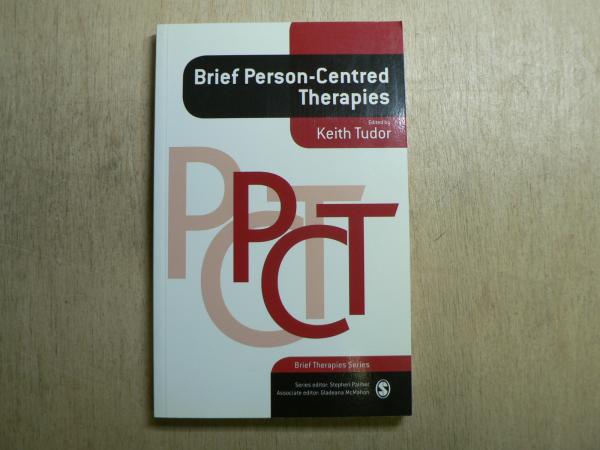 Brief Person-Centred
Therapies
Edited by
Keith Tudor
PCT
PCT
Brief Therapies Series
Series editor: Stephen Palmer
Associate editor: Gladeana McMahon
S